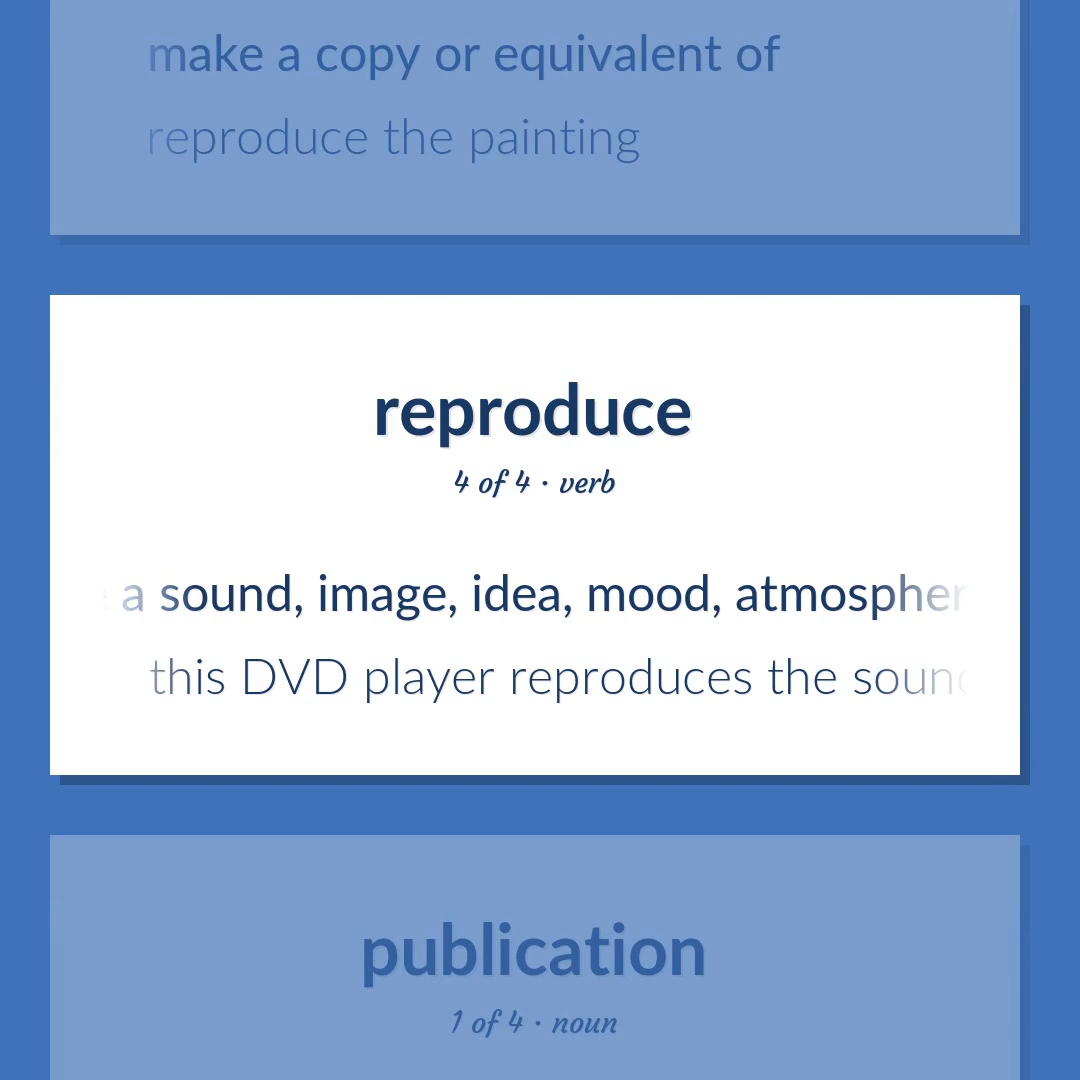 make a copy or equivalent of
reproduce the painting
reproduce
4 of 4 · verb
a sound, image, idea, mood, atmospher
this DVD player reproduces the sound
publication
1 of 4 · noun